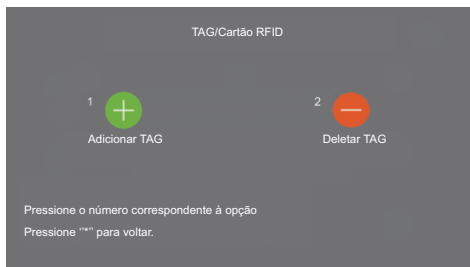 TAG/Cartão RFID
1
2
Adicionar TAG
Deletar TAG
Pressione o número correspondente à opção
Pressione "*" para voltar.